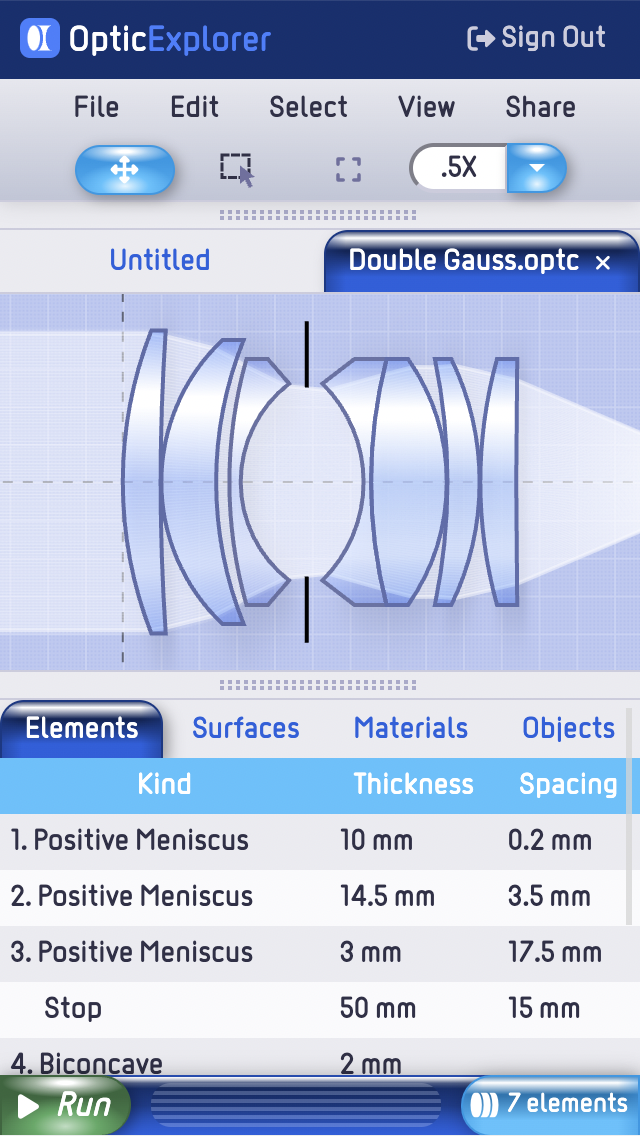 OpticExplorer
Sign Out
File Edit Select View Share
.5X
Untitled
Double Gauss.optc ×
Elements Surfaces Materials Objects
Kind Thickness Spacing
1. Positive Meniscus 10 mm 0.2 mm
2. Positive Meniscus 14.5 mm 3.5 mm
3. Positive Meniscus 3 mm 17.5 mm
Stop 50 mm 15 mm
4. Biconcave 2 mm
Run
7 elements